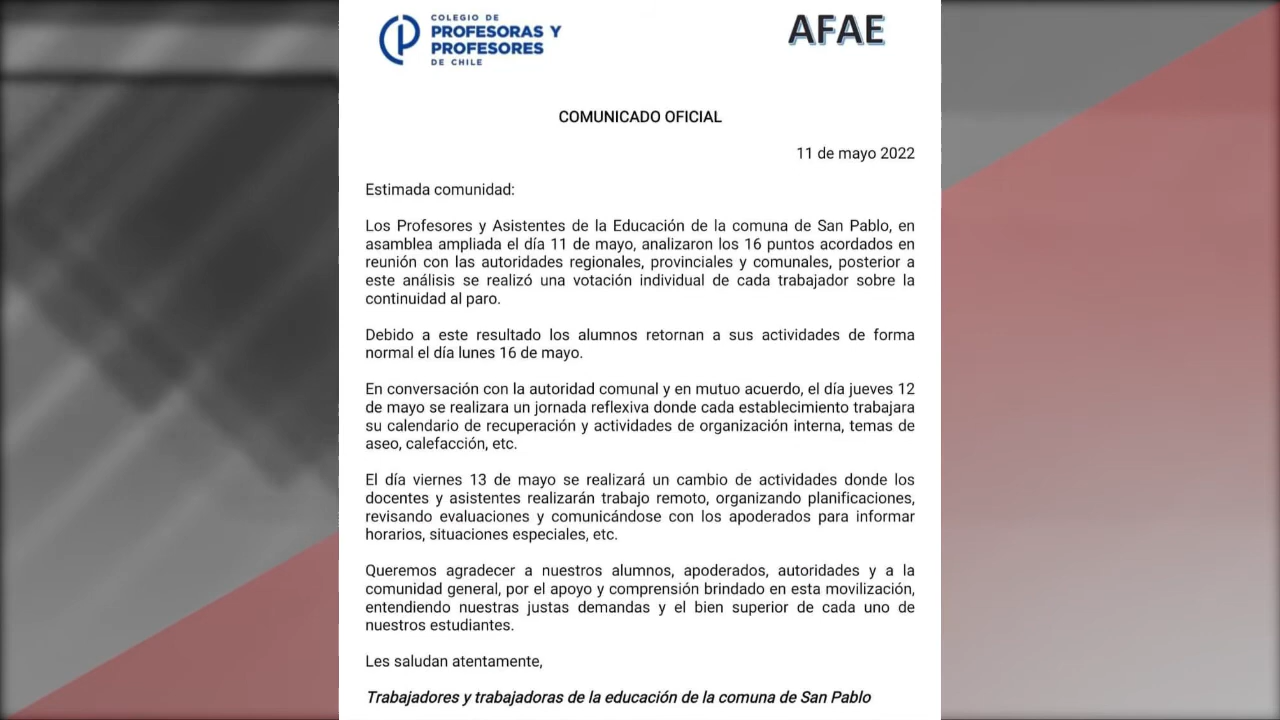 COLEGIO DE
PROFESORAS Y
PROFESORES
DE CHILE
AFAE
COMUNICADO OFICIAL
11 de mayo 2022
Estimada comunidad:
Los Profesores y Asistentes de la Educación de la comuna de San Pablo, en
asamblea ampliada el día 11 de mayo, analizaron los 16 puntos acordados en
reunión con las autoridades regionales, provinciales y comunales, posterior a
este análisis se realizó una votación individual de cada trabajador sobre la
continuidad al paro.
Debido a este resultado los alumnos retornan a sus actividades de forma
normal el día lunes 16 de mayo.
En conversación con la autoridad comunal y en mutuo acuerdo, el día jueves 12
de mayo se realizara un jornada reflexiva donde cada establecimiento trabajara
su calendario de recuperación y actividades de organización interna, temas de
aseo, calefacción, etc.
El día viernes 13 de mayo se realizará un cambio de actividades donde los
docentes y asistentes realizarán trabajo remoto, organizando planificaciones,
revisando evaluaciones y comunicándose con los apoderados para informar
horarios, situaciones especiales, etc.
Queremos agradecer a nuestros alumnos, apoderados, autoridades y a la
comunidad general, por el apoyo y comprensión brindado en esta movilización,
entendiendo nuestras justas demandas y el bien superior de cada uno de
nuestros estudiantes.
Les saludan atentamente,
Trabajadores y trabajadoras de la educación de la comuna de San Pablo